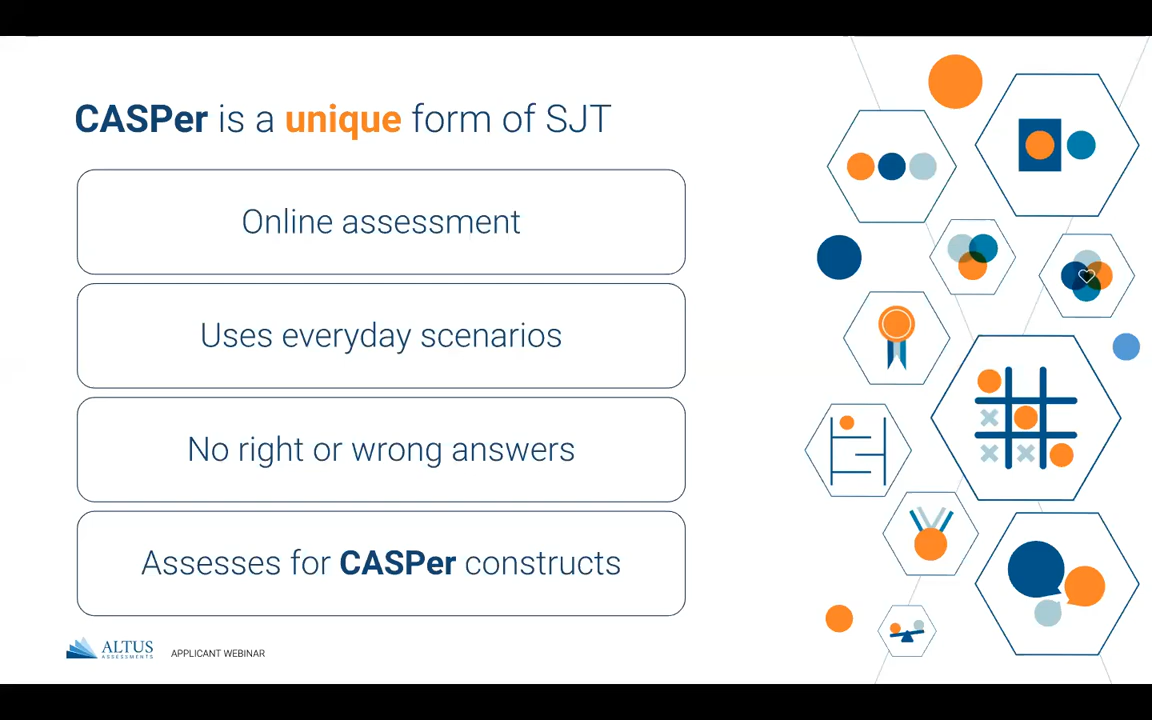 CASPer is a unique form of SJT
Online assessment
Uses everyday scenarios
No right or wrong answers
Assesses for CASPer constructs
ALTUS
ASSESSMENTS
APPLICANT WEBINAR